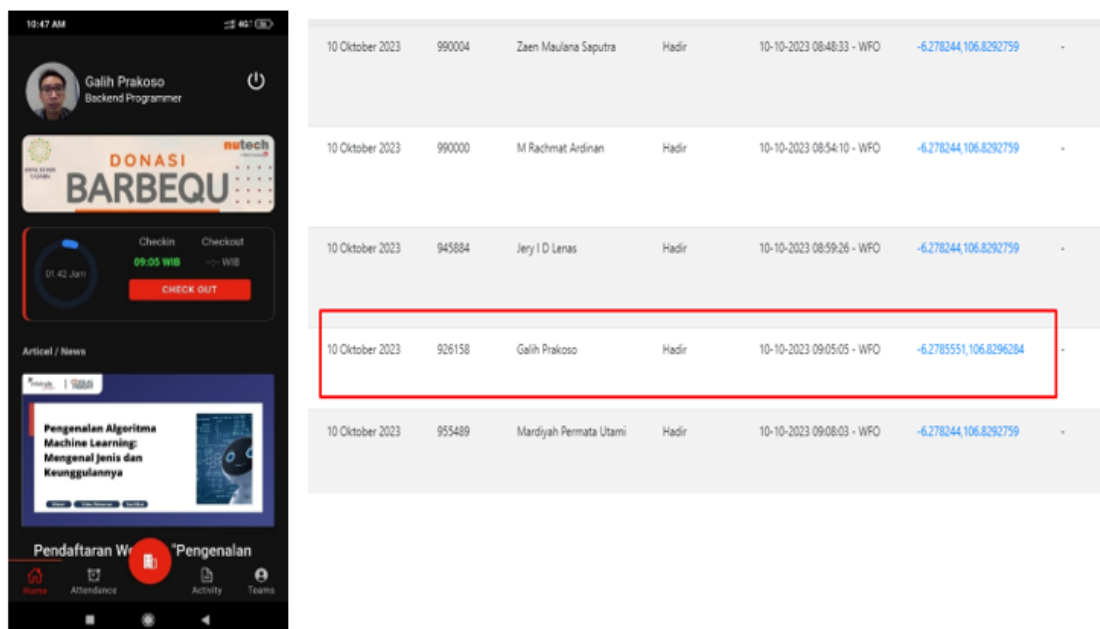 10:47 AM
4G
Galih Prakoso
Backend Programmer
nutech
DONASI
BARBEQU
Checkin Checkout
09:05 WIB --:-- WIB
01.42 Jam
CHECK OUT
Articel / News
Pengenalan Algoritma
Machine Learning:
Mengenal Jenis dan
Keunggulannya
Pendaftaran We "Pengenalan
Home Attendance Activity Teams
10 Oktober 2023 990004 Zaen Maulana Saputra Hadir 10-10-2023 08:48:33 - WFO -6.278244,106.8292759 -
10 Oktober 2023 990000 M Rachmat Ardinan Hadir 10-10-2023 08:54:10 - WFO -6.278244,106.8292759 -
10 Oktober 2023 945884 Jery I D Lenas Hadir 10-10-2023 08:59:26 - WFO -6.278244,106.8292759 -
10 Oktober 2023 926158 Galih Prakoso Hadir 10-10-2023 09:05:05 - WFO -6.2785551,106.8296284 -
10 Oktober 2023 955489 Mardiyah Permata Utami Hadir 10-10-2023 09:08:03 - WFO -6.278244,106.8292759 -